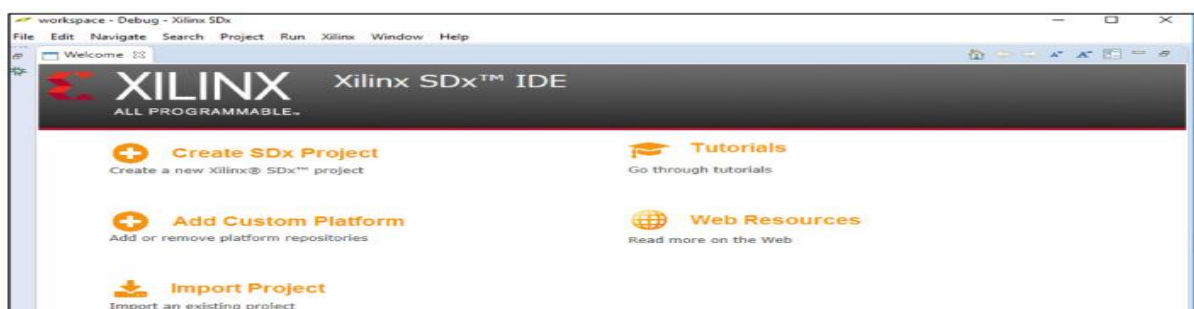 workspace - Debug - Xilinx SDx
File Edit Navigate Search Project Run Xilinx Window Help
Welcome
XILINX
ALL PROGRAMMABLE™
Xilinx SDx™ IDE
Create SDx Project
Create a new Xilinx® SDx™ project
Add Custom Platform
Add or remove platform repositories
Import Project
Import an existing project
Tutorials
Go through tutorials
Web Resources
Read more on the Web